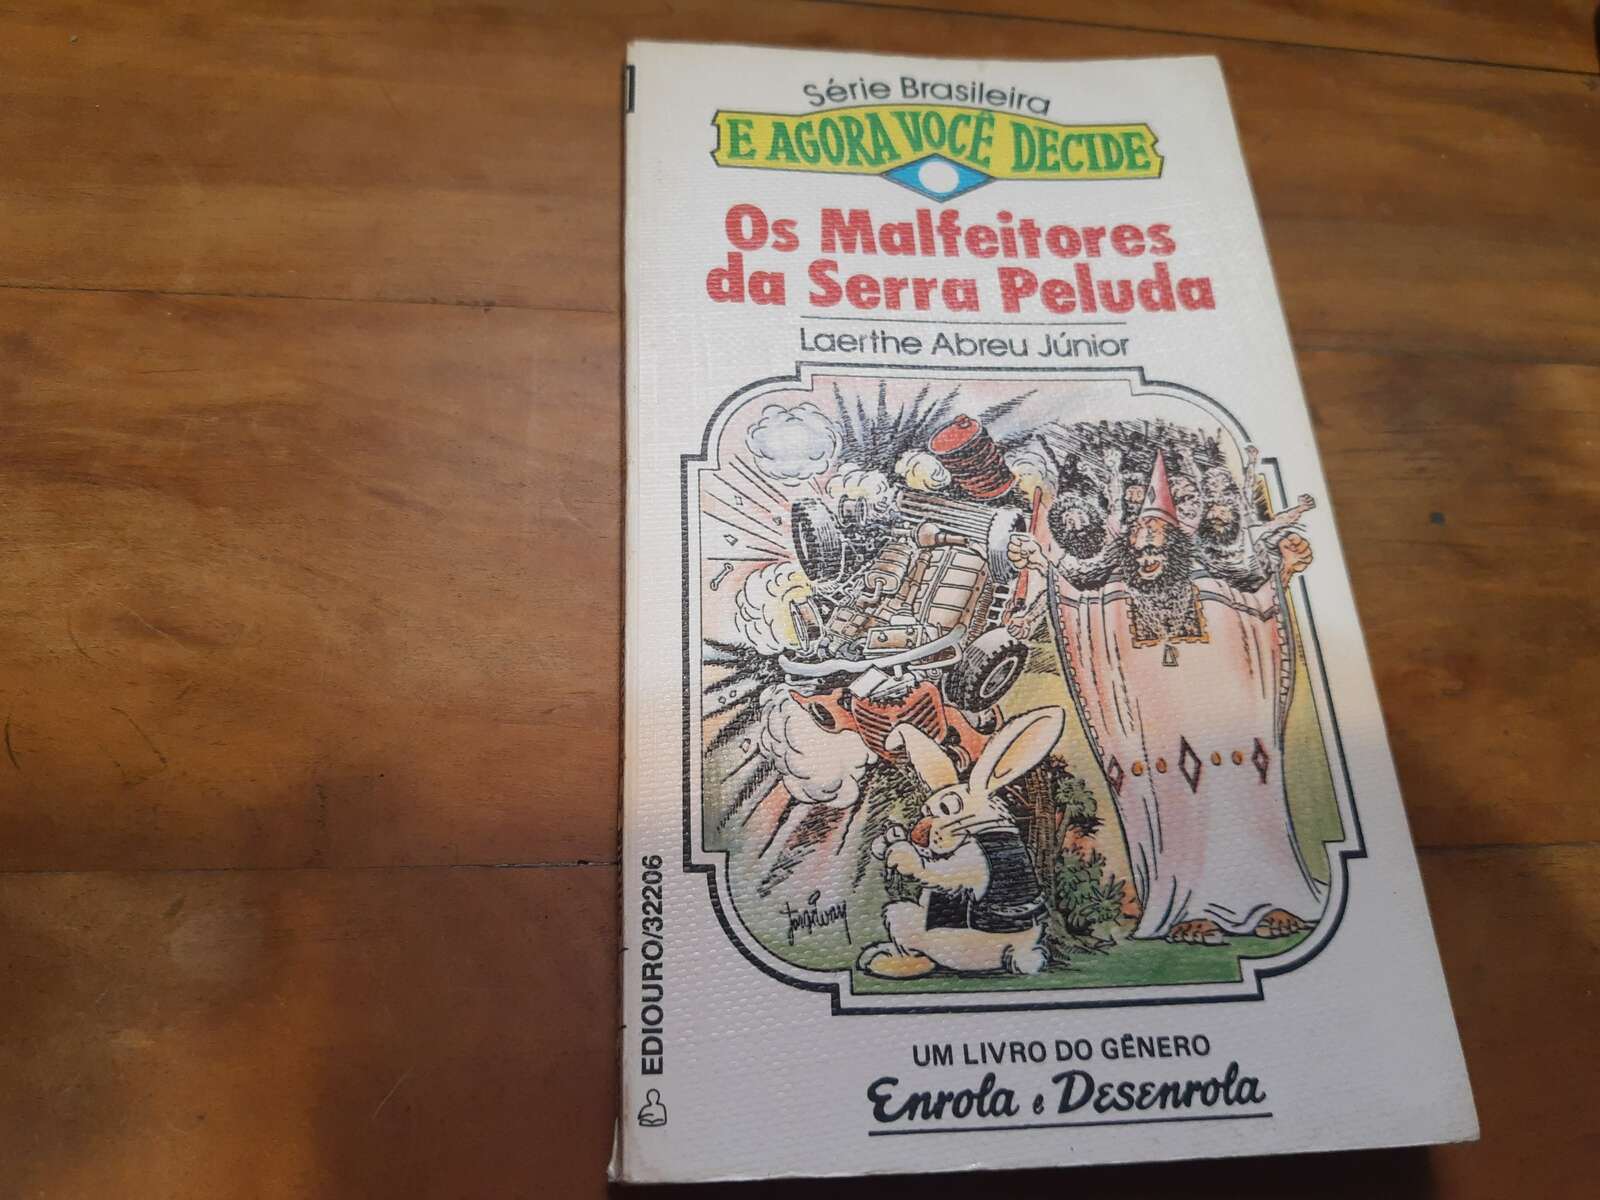 Série Brasileira
E AGORA VOCÊ DECIDE
Os Malfeitores
da Serra Peluda
Laerthe Abreu Júnior
EDIOURO/32206
UM LIVRO DO GÊNERO
Enrola e Desenrola